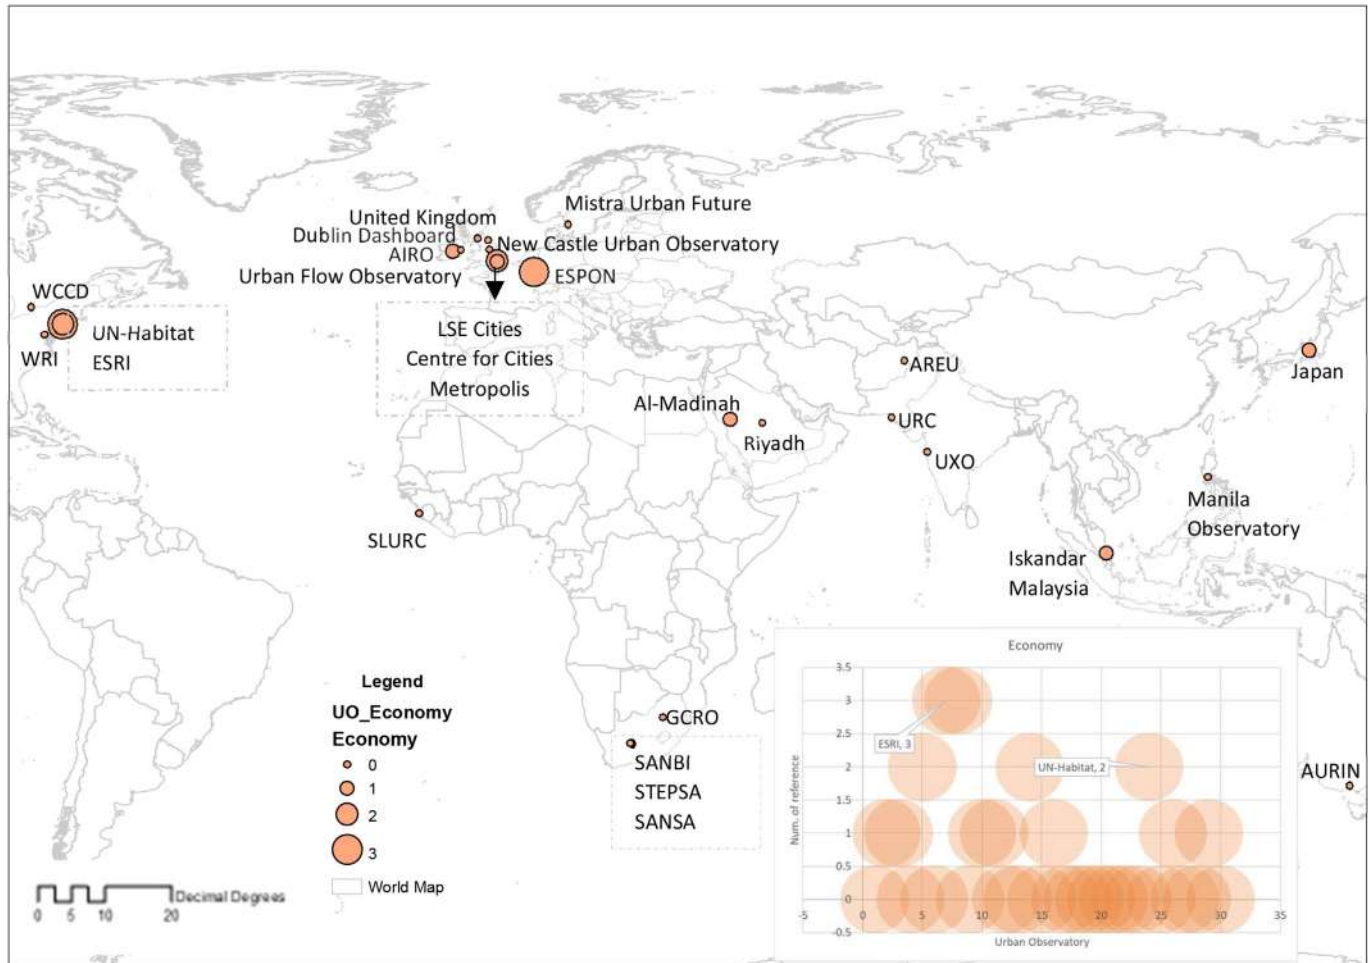 Mistra Urban Future
United Kingdom
Dublin Dashboard
New Castle Urban Observatory
AIRO
Urban Flow Observatory
ESPON
WCCD
UN-Habitat
ESRI
WRI
LSE Cities
Centre for Cities
Metropolis
AREU
Japan
Al-Madinah
Riyadh
URC
UXO
Manila
Observatory
SLURC
Iskandar
Malaysia
GCRO
SANBI
STEPSA
SANSA
AURIN
Legend
UO_Economy
Economy
0
1
2
3
World Map
Decimal Degrees
0 5 10 20
Economy
3.5
3
2.5
2
1.5
1
0.5
0
-0.5
Num. of reference
ESRI, 3
UN-Habitat, 2
-5 0 5 10 15 20 25 30 35
Urban Observatory